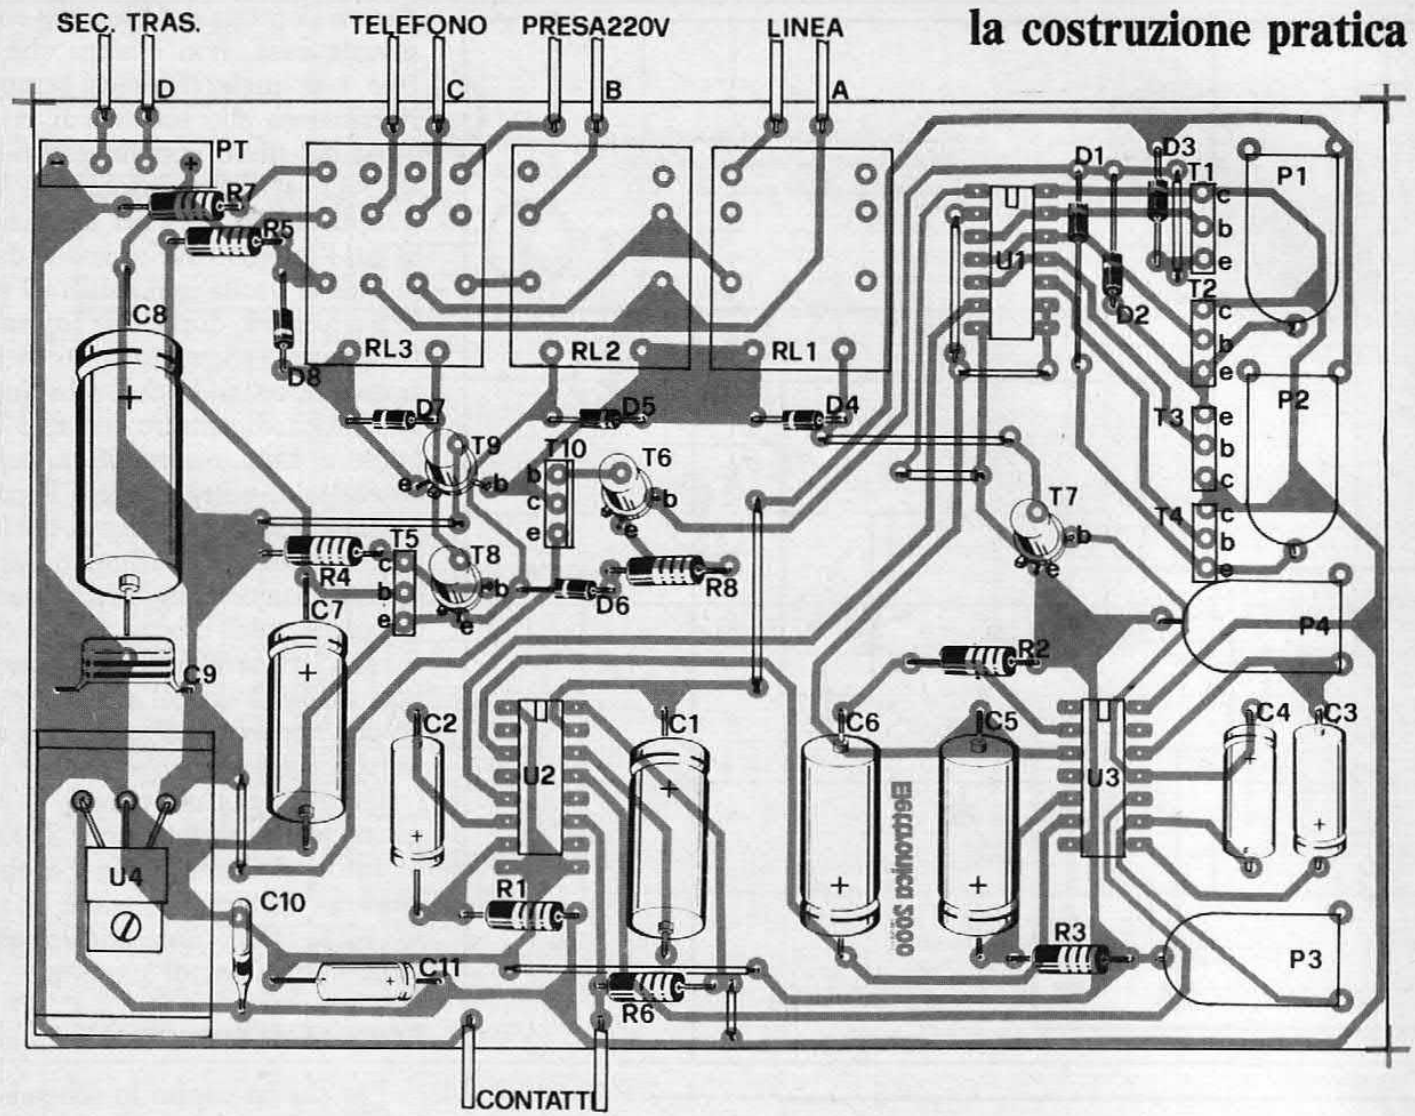 la costruzione pratica
SEC. TRAS.
TELEFONO
PRESA220V
LINEA
D
C
B
A
- + PT
R7
R5
C8
D8
RL3
RL2
RL1
D1
D3
D2
U1
T1
c
b
e
T2
c
b
e
T3
e
b
c
T4
c
b
e
P1
P2
D7
D5
D4
T9
e b
T10
b
c
e
T6
b
e
T7
b
e
R4
T5
c
b
e
T8
b
e
D6
R8
+
C7
+
C9
R2
P4
C2
+
U2
C1
+
C6
+
C5
+
U3
C4
+
C3
+
Elettronica 2000
U4
C10
R1
C11
+
R6
R3
P3
CONTATTI